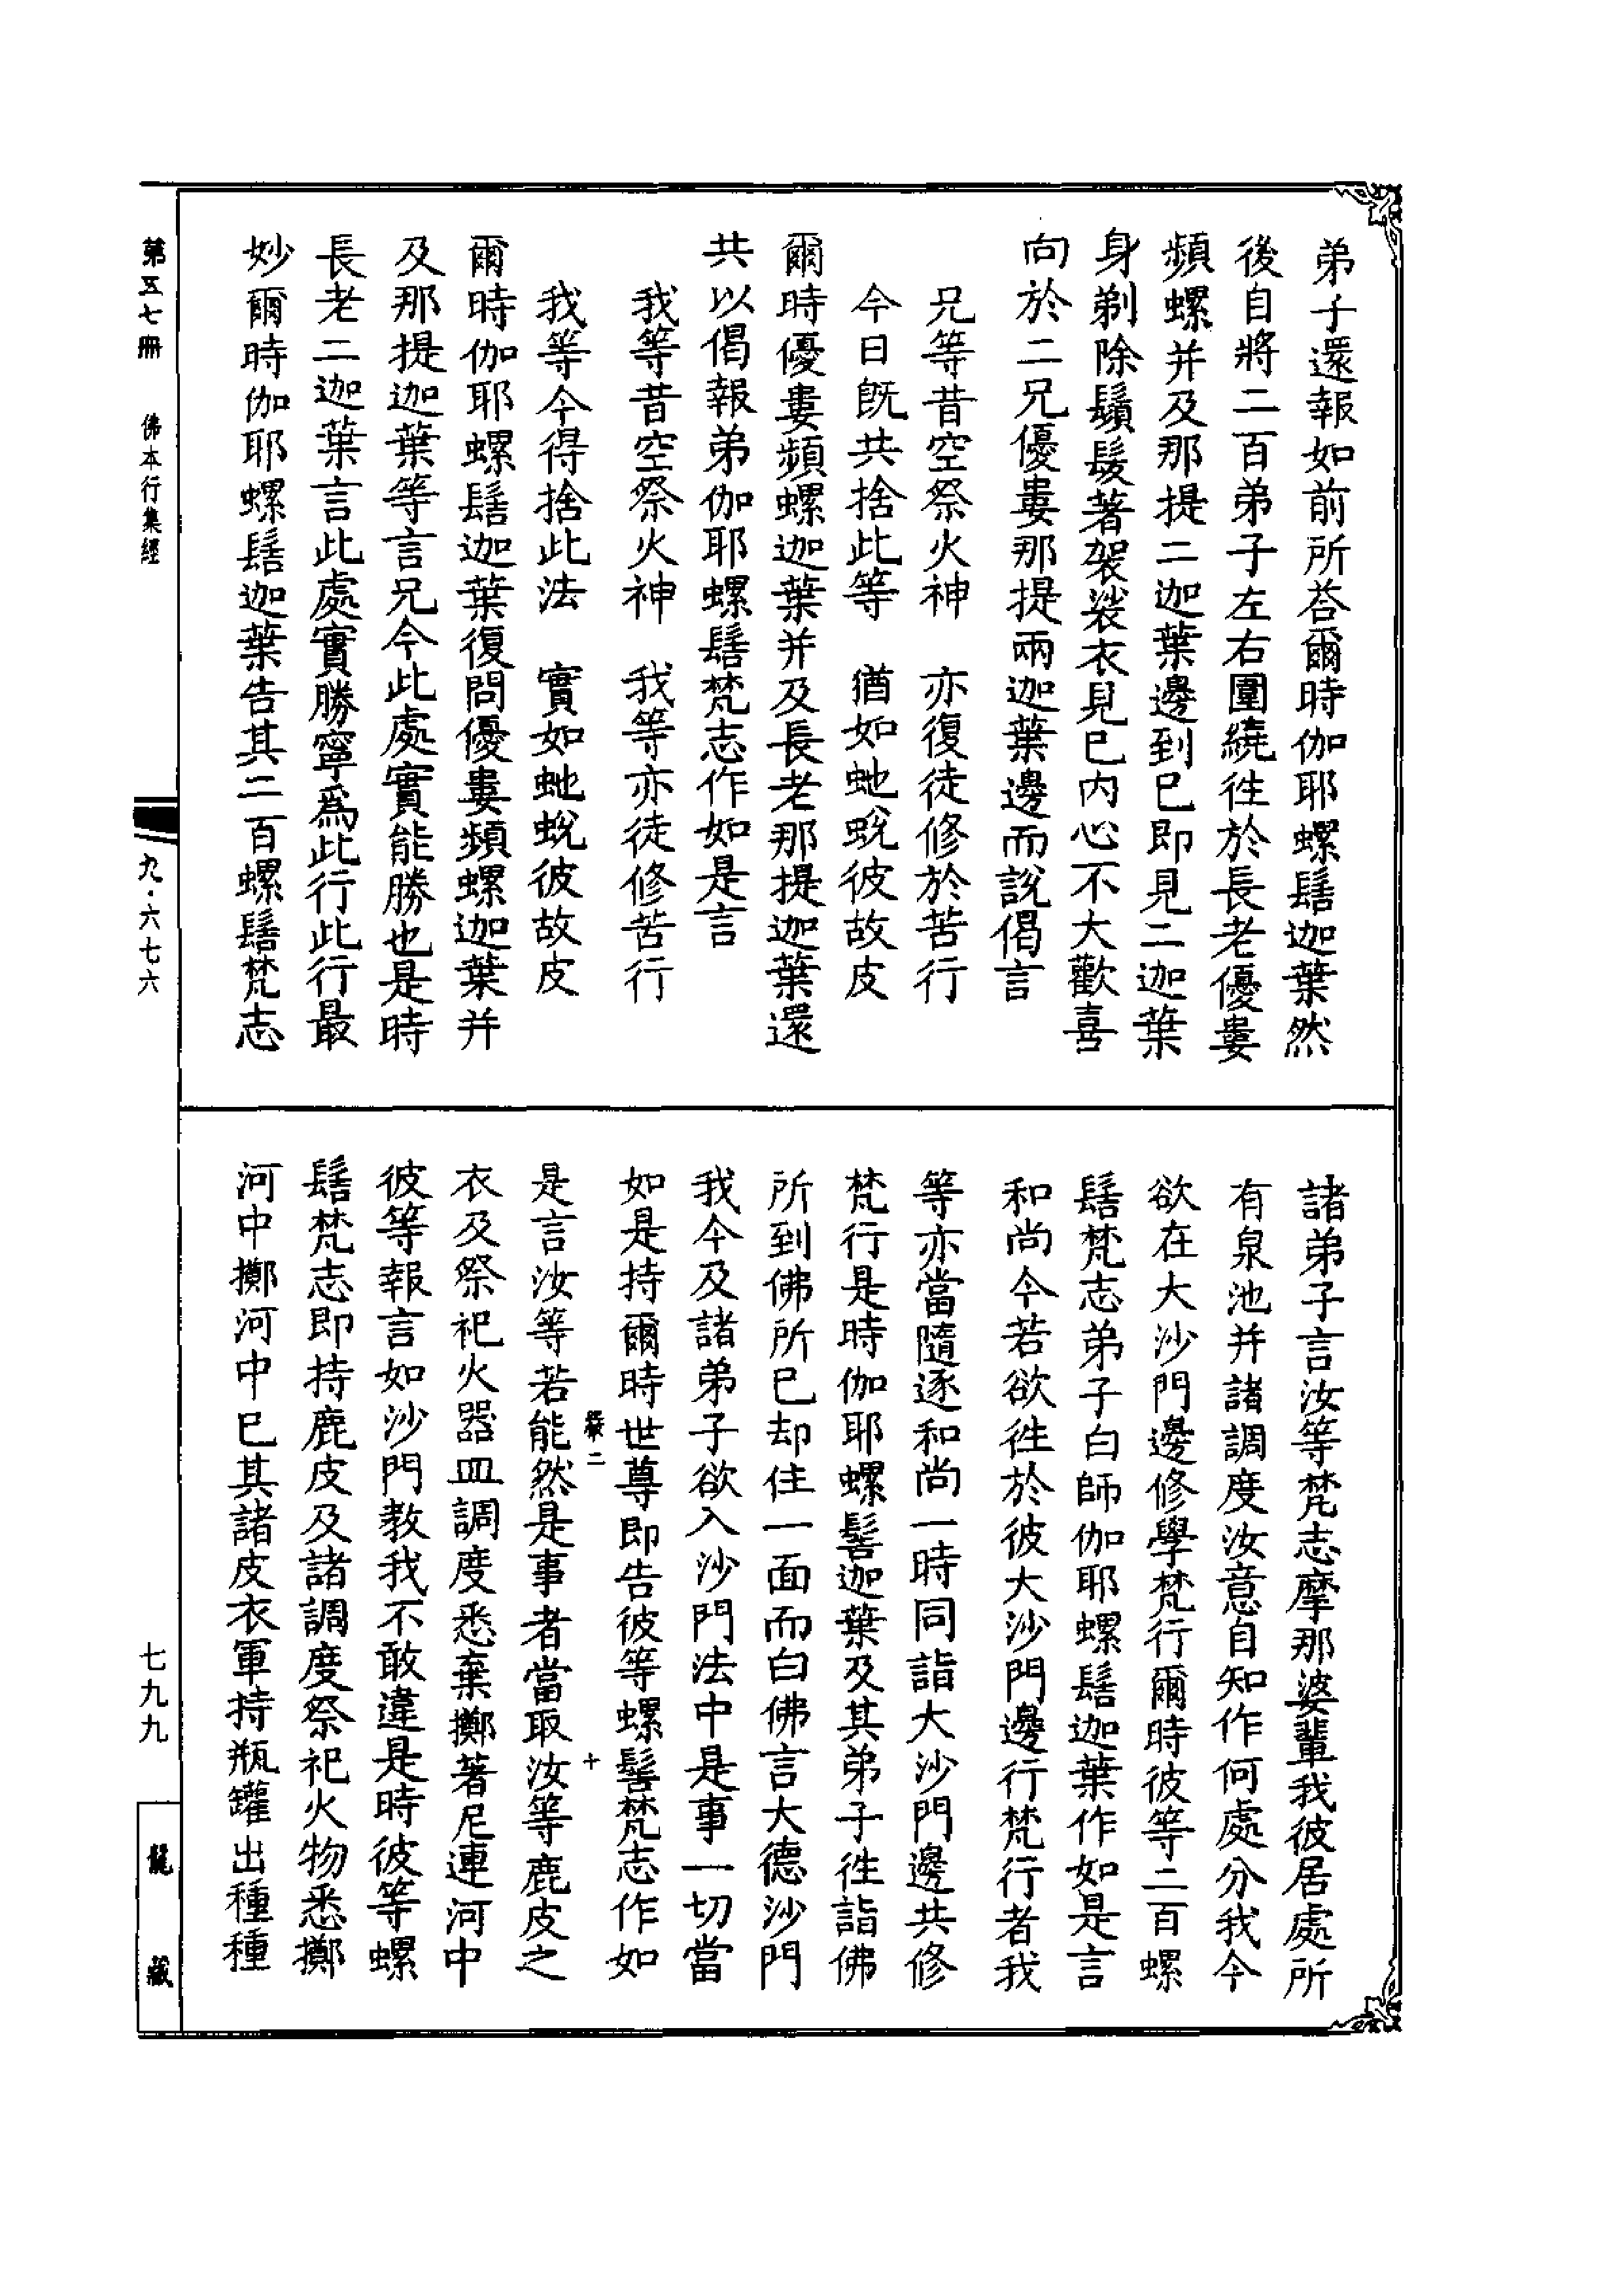 弟子還報如前所荅爾時伽耶螺髻迦葉然
後自將二百弟子左右圍繞徃於長老優婁
頻螺并及那提二迦葉邊到已即見二迦葉
身剃除鬚髮著袈裟衣見已內心不大歡喜
向於二兄優婁那提兩迦葉邊而說偈言
兄等昔空祭火神　亦復徒修於苦行
今日既共捨此等　猶如虵蛻彼故皮
爾時優婁頻螺迦葉并及長老那提迦葉還
共以偈報弟伽耶螺髻梵志作如是言
我等昔空祭火神　我等亦徒修苦行
我等今得捨此法　實如虵蛻彼故皮
爾時伽耶螺髻迦葉復問優婁頻螺迦葉并
及那提迦葉等言兄今此處實能勝也是時
長老二迦葉言此處實勝寧為此行此行最
妙爾時伽耶螺髻迦葉告其二百螺髻梵志
諸弟子言汝等梵志摩那婆輩我彼居處所
有泉池并諸調度汝意自知作何處分我今
欲在大沙門邊修學梵行爾時彼等二百螺
髻梵志弟子白師伽耶螺髻迦葉作如是言
和尚今若欲徃於彼大沙門邊行梵行者我
等亦當隨逐和尚一時同詣大沙門邊共修
梵行是時伽耶螺髻迦葉及其弟子徃詣佛
所到佛所已却住一面而白佛言大德沙門
我今及諸弟子欲入沙門法中是事一切當
如是持爾時世尊即告彼等螺髻梵志作如
二　十
是言汝等若能然是事者當取汝等鹿皮之
衣及祭祀火器皿調度悉棄擲著尼連河中
彼等報言如沙門教我不敢違是時彼等螺
髻梵志即持鹿皮及諸調度祭祀火物悉擲
河中擲河中已其諸皮衣軍持瓶罐出種種
第五七冊　佛本行集經
九·六七六
七九九
龍藏